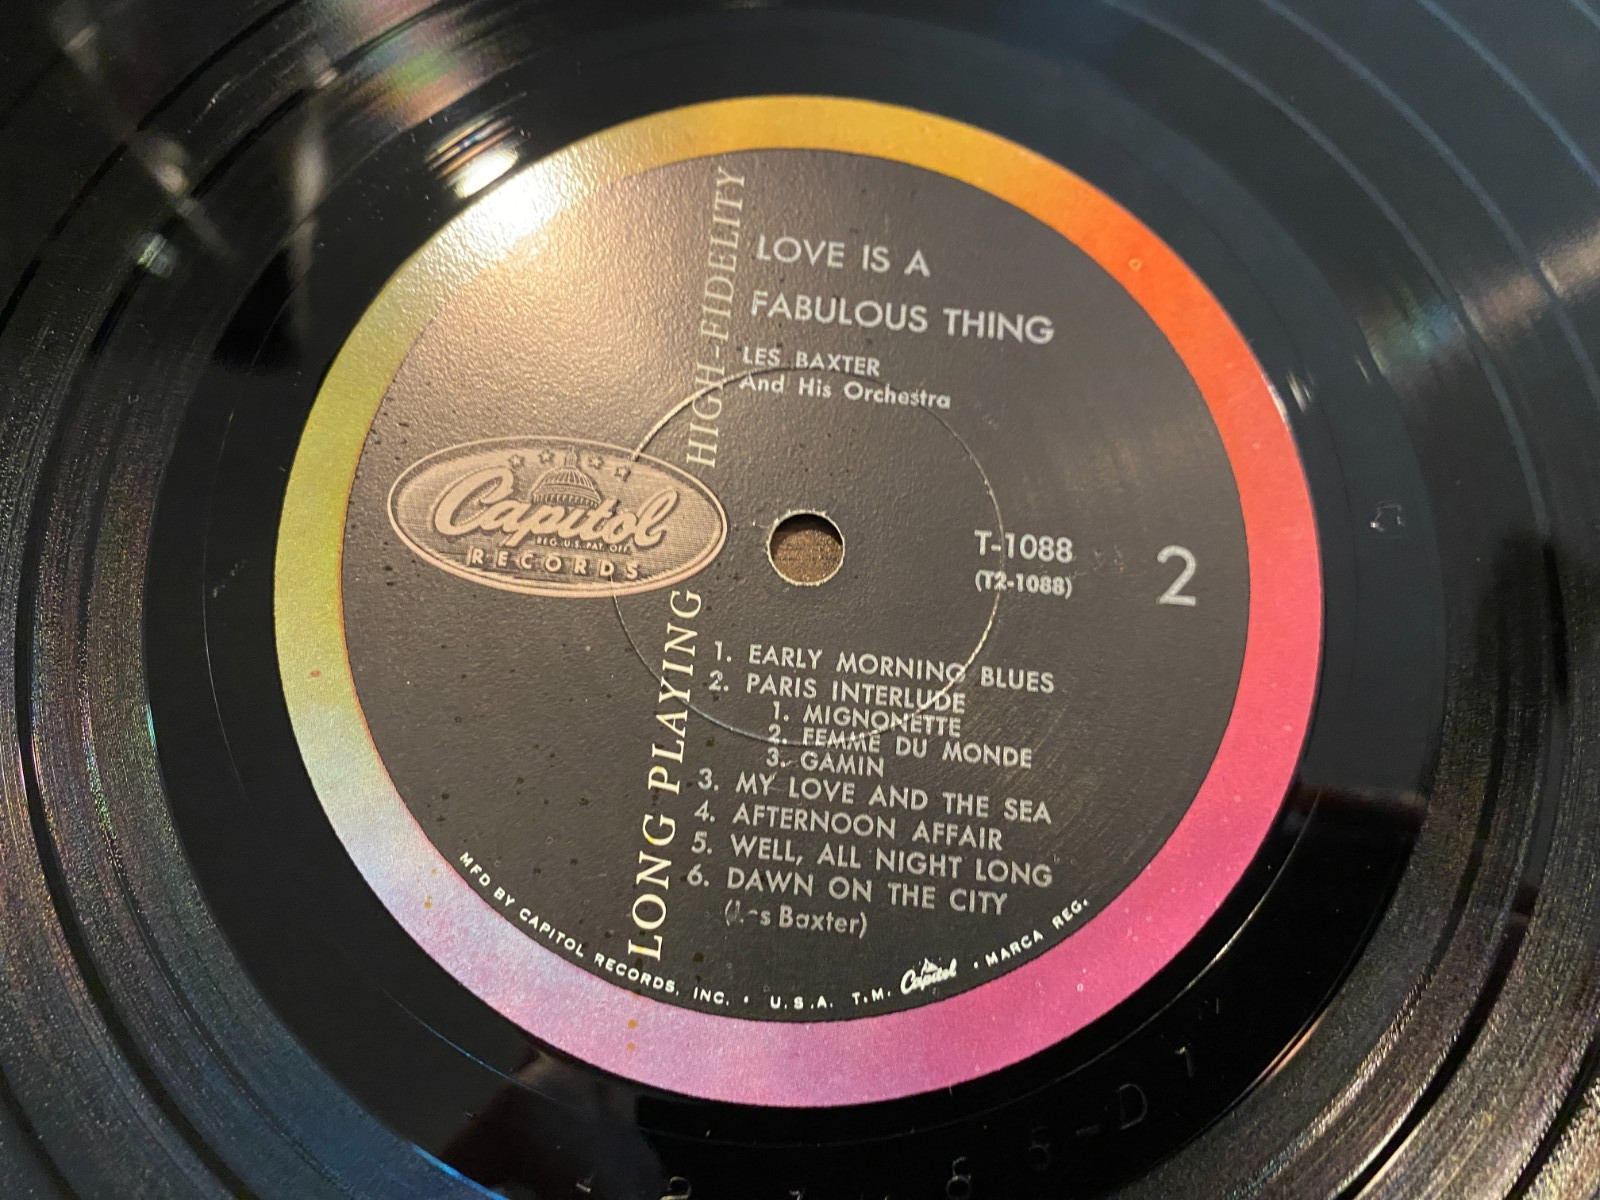 HIGH-FIDELITY
LOVE IS A
FABULOUS THING
LES BAXTER
And His Orchestra
Capitol
REG. U.S. PAT. OFF.
RECORDS
T-1088
(T2-1088)
2
LONG PLAYING
1. EARLY MORNING BLUES
2. PARIS INTERLUDE
1. MIGNONETTE
2. FEMME DU MONDE
3. GAMIN
3. MY LOVE AND THE SEA
4. AFTERNOON AFFAIR
5. WELL, ALL NIGHT LONG
6. DAWN ON THE CITY
Baxter)
MFD BY CAPITOL RECORDS, INC. • U.S.A. T.M. Capitol • MARCA REG.